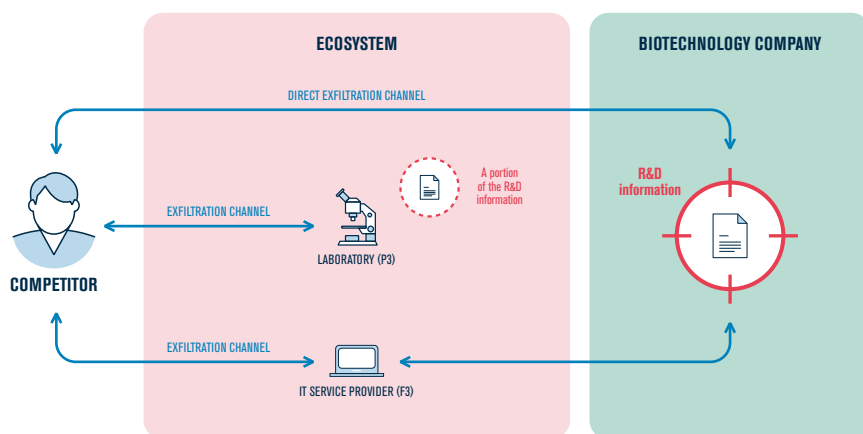 ECOSYSTEM
BIOTECHNOLOGY COMPANY
DIRECT EXFILTRATION CHANNEL
A portion
of the R&D
information
R&D
information
EXFILTRATION CHANNEL
LABORATORY (P3)
COMPETITOR
EXFILTRATION CHANNEL
IT SERVICE PROVIDER (F3)